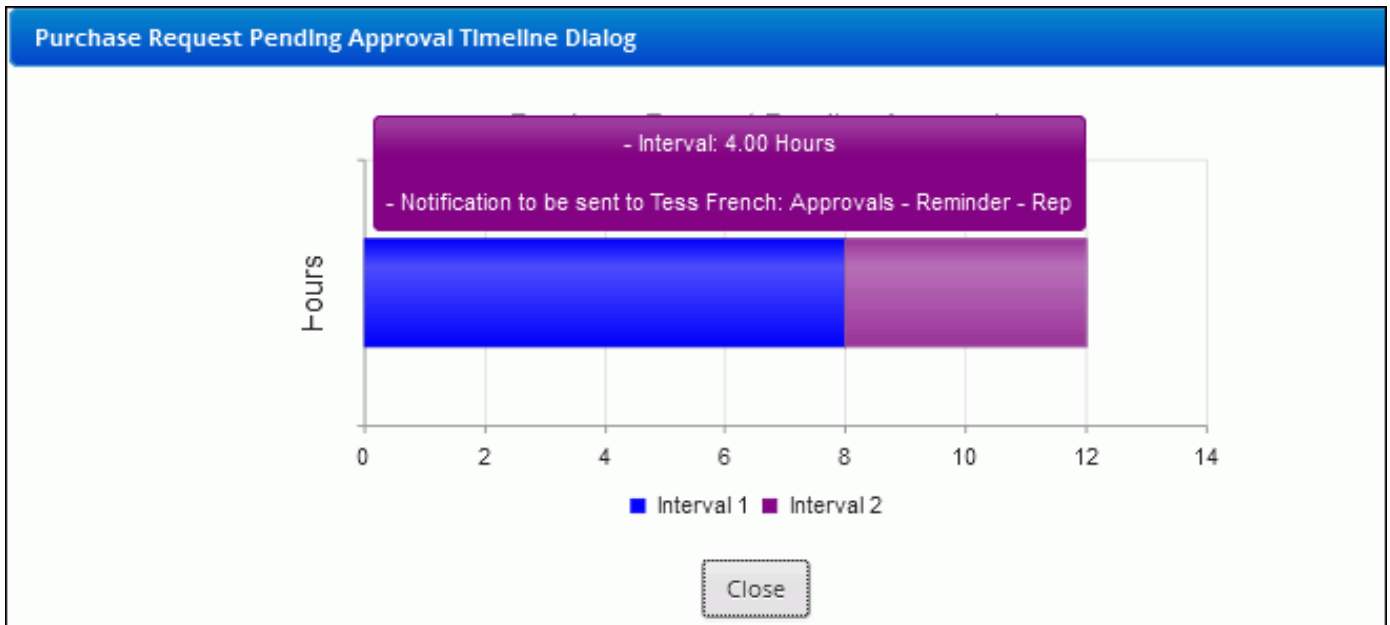 Purchase Request Pending Approval Timeline Dialog
- Interval: 4.00 Hours
- Notification to be sent to Tess French: Approvals - Reminder - Rep
Hours
0 2 4 6 8 10 12 14
Interval 1 Interval 2
Close